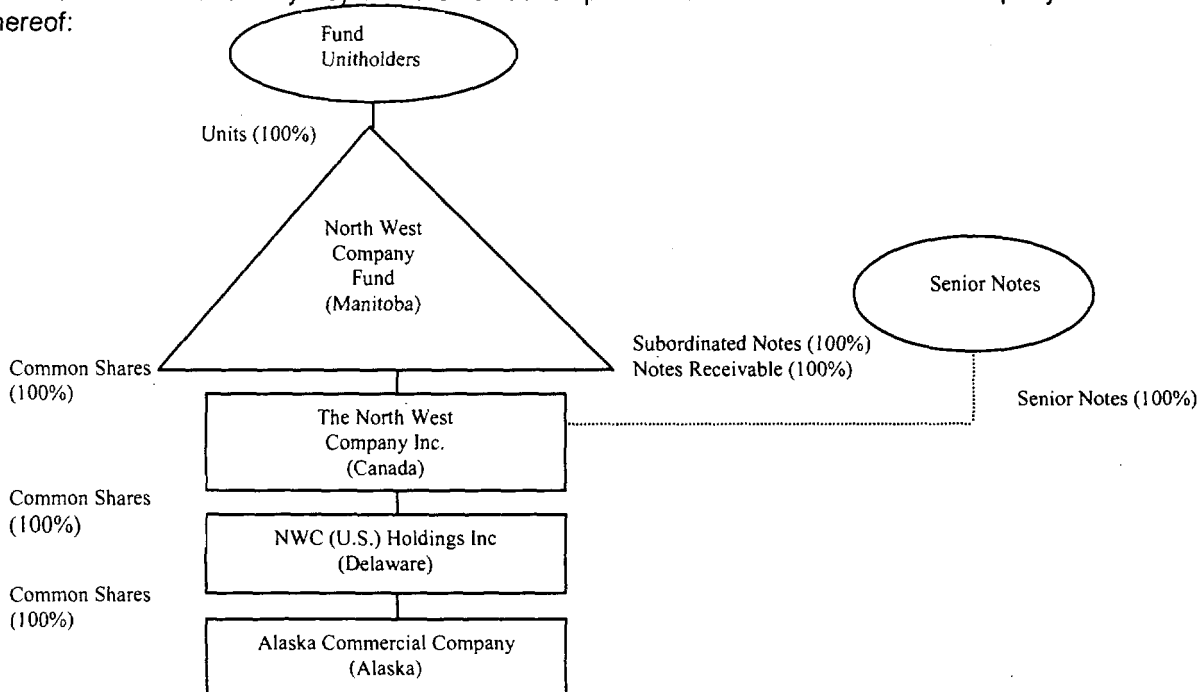 hereof:
Fund
Unitholders
Units (100%)
North West
Company
Fund
(Manitoba)
Senior Notes
Subordinated Notes (100%)
Notes Receivable (100%)
Common Shares
(100%)
Senior Notes (100%)
The North West
Company Inc.
(Canada)
Common Shares
(100%)
NWC (U.S.) Holdings Inc
(Delaware)
Common Shares
(100%)
Alaska Commercial Company
(Alaska)